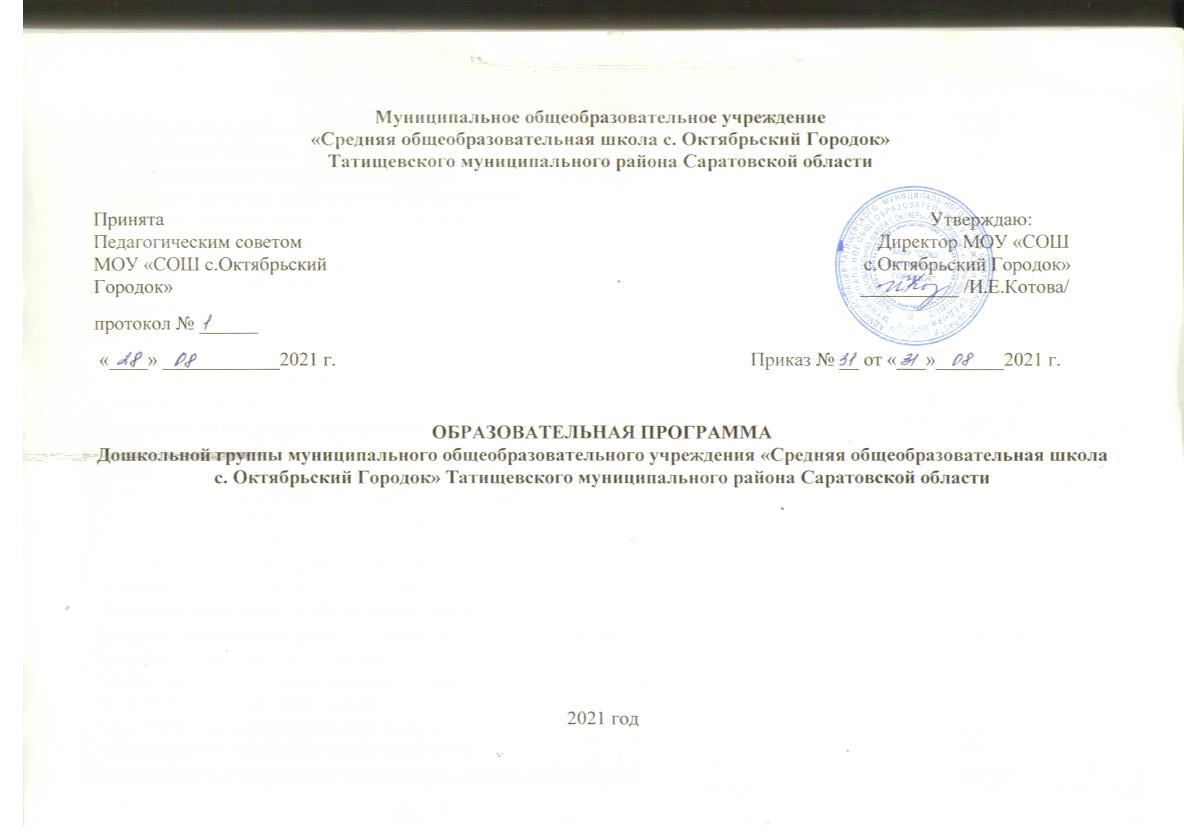 Муниципальное общеобразовательное учреждение
«Средняя общеобразовательная школа с. Октябрьский Городок»
Татищевского муниципального района Саратовской области
Принята
Педагогическим советом
МОУ «СОШ с.Октябрьский
Городок»
протокол № 1
«28» 08 2021 г.
Утверждаю:
Директор МОУ «СОШ
с.Октябрьский Городок»
/И.Е.Котова/
Приказ № 31 от «31» 08 2021 г.
ОБРАЗОВАТЕЛЬНАЯ ПРОГРАММА
Дошкольной группы муниципального общеобразовательного учреждения «Средняя общеобразовательная школа
с. Октябрьский Городок» Татищевского муниципального района Саратовской области
2021 год